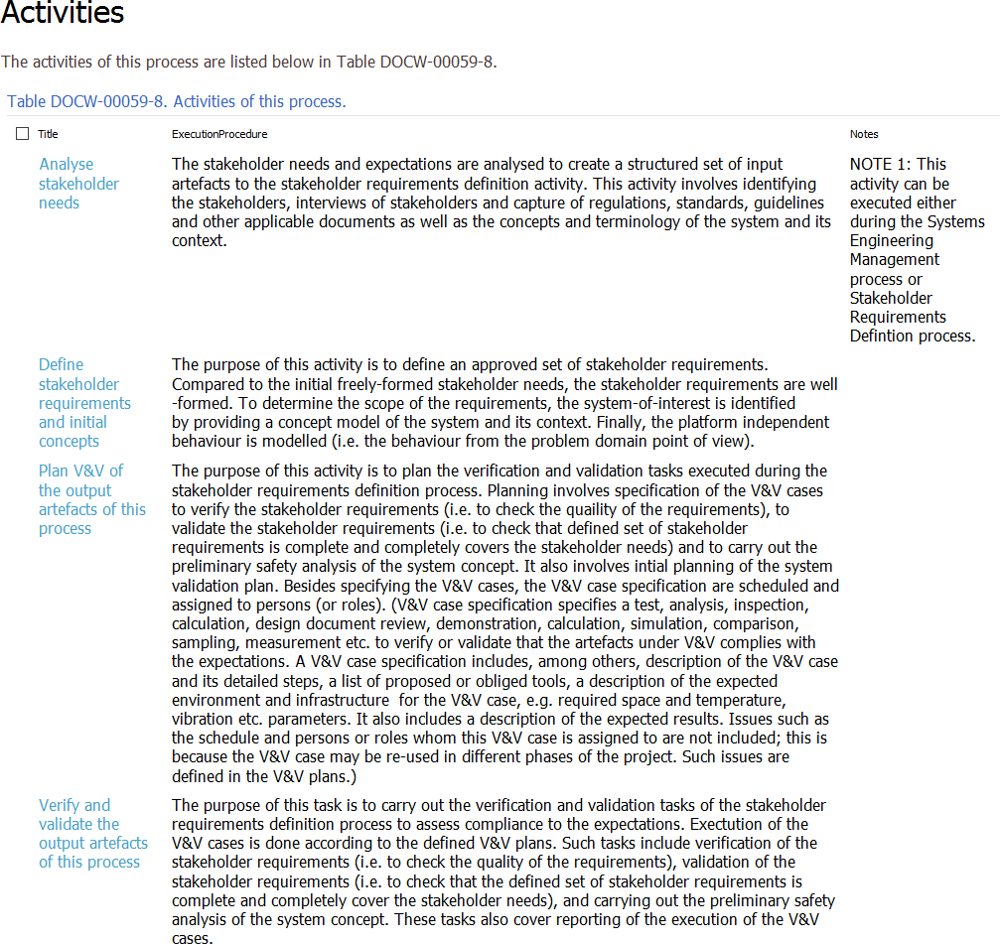 Activities
The activities of this process are listed below in Table DOCW-00059-8.
Table DOCW-00059-8. Activities of this process.
Title
ExecutionProcedure
Notes
Analyse
stakeholder
needs
The stakeholder needs and expectations are analysed to create a structured set of input
artefacts to the stakeholder requirements definition activity. This activity involves identifying
the stakeholders, interviews of stakeholders and capture of regulations, standards, guidelines
and other applicable documents as well as the concepts and terminology of the system and its
context.
NOTE 1: This
activity can be
executed either
during the Systems
Engineering
Management
process or
Stakeholder
Requirements
Defintion process.
Define
stakeholder
requirements
and initial
concepts
The purpose of this activity is to define an approved set of stakeholder requirements.
Compared to the initial freely-formed stakeholder needs, the stakeholder requirements are well
-formed. To determine the scope of the requirements, the system-of-interest is identified
by providing a concept model of the system and its context. Finally, the platform independent
behaviour is modelled (i.e. the behaviour from the problem domain point of view).
Plan V&V of
the output
artefacts of this
process
The purpose of this activity is to plan the verification and validation tasks executed during the
stakeholder requirements definition process. Planning involves specification of the V&V cases
to verify the stakeholder requirements (i.e. to check the quaility of the requirements), to
validate the stakeholder requirements (i.e. to check that defined set of stakeholder
requirements is complete and completely covers the stakeholder needs) and to carry out the
preliminary safety analysis of the system concept. It also involves intial planning of the system
validation plan. Besides specifying the V&V cases, the V&V case specification are scheduled and
assigned to persons (or roles). (V&V case specification specifies a test, analysis, inspection,
calculation, design document review, demonstration, calculation, simulation, comparison,
sampling, measurement etc. to verify or validate that the artefacts under V&V complies with
the expectations. A V&V case specification includes, among others, description of the V&V case
and its detailed steps, a list of proposed or obliged tools, a description of the expected
environment and infrastructure  for the V&V case, e.g. required space and temperature,
vibration etc. parameters. It also includes a description of the expected results. Issues such as
the schedule and persons or roles whom this V&V case is assigned to are not included; this is
because the V&V case may be re-used in different phases of the project. Such issues are
defined in the V&V plans.)
Verify and
validate the
output artefacts
of this process
The purpose of this task is to carry out the verification and validation tasks of the stakeholder
requirements definition process to assess compliance to the expectations. Exectution of the
V&V cases is done according to the defined V&V plans. Such tasks include verification of the
stakeholder requirements (i.e. to check the quality of the requirements), validation of the
stakeholder requirements (i.e. to check that the defined set of stakeholder requirements is
complete and completely cover the stakeholder needs), and carrying out the preliminary safety
analysis of the system concept. These tasks also cover reporting of the execution of the V&V
cases.